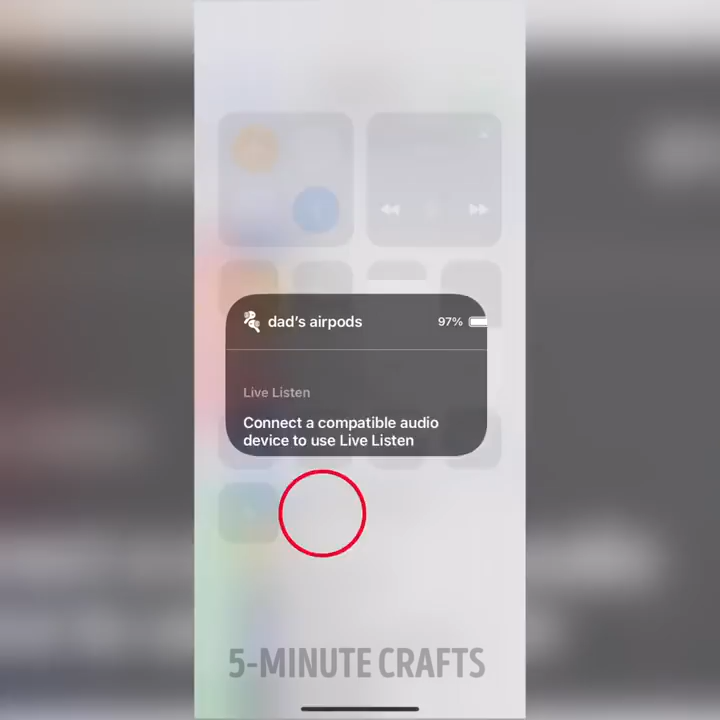 dad's airpods 97%
Live Listen
Connect a compatible audio
device to use Live Listen
5-MINUTE CRAFTS